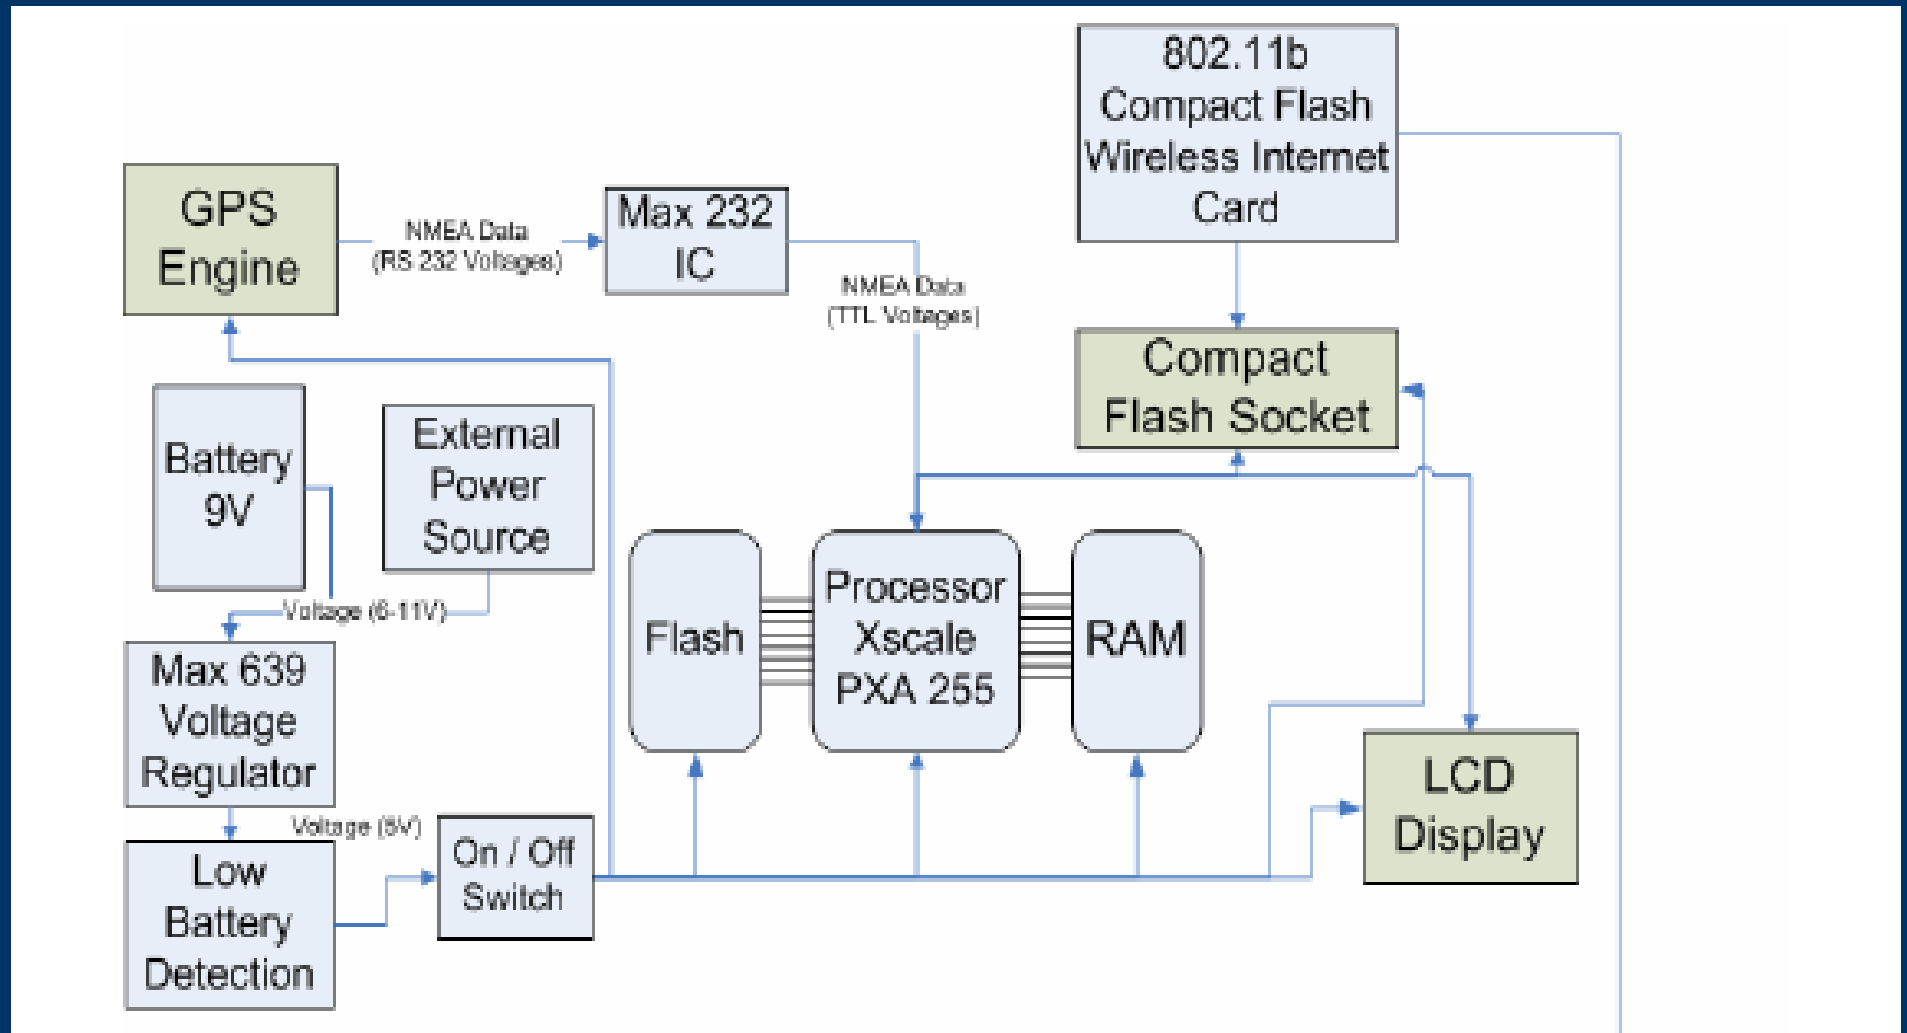 802.11b
Compact Flash
Wireless Internet
Card
GPS
Engine
NMEA Data
(RS 232 Voltages)
Max 232
IC
NMEA Data
(TTL Voltages)
Compact
Flash Socket
Battery
9V
External
Power
Source
Voltage (6-11V)
Flash
Processor
Xscale
PXA 255
RAM
Max 639
Voltage
Regulator
Voltage (5V)
LCD
Display
Low
Battery
Detection
On / Off
Switch